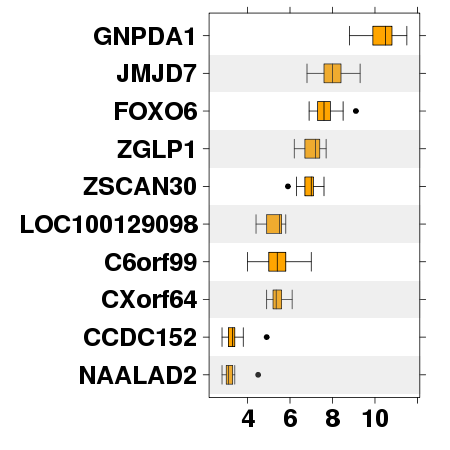 GNPDA1
JMJD7
FOXO6
ZGLP1
ZSCAN30
LOC100129098
C6orf99
CXorf64
CCDC152
NAALAD2
4 6 8 10